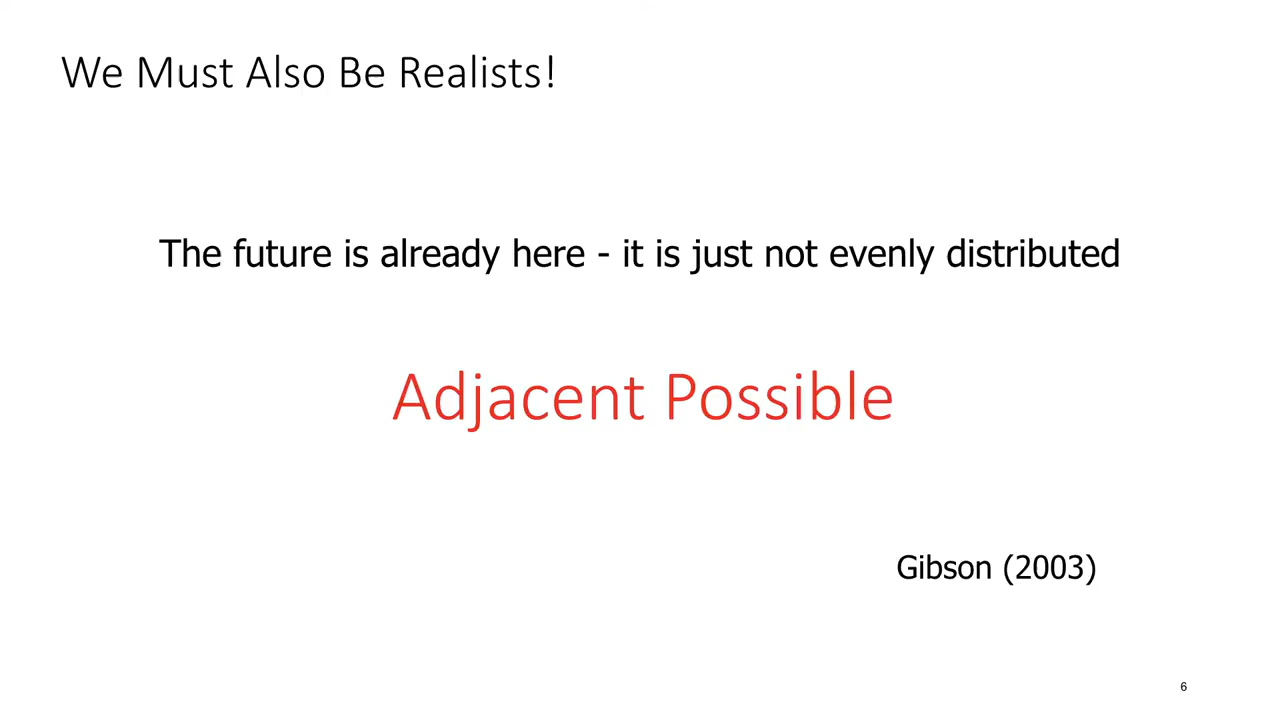 We Must Also Be Realists!
The future is already here - it is just not evenly distributed
Adjacent Possible
Gibson (2003)
6